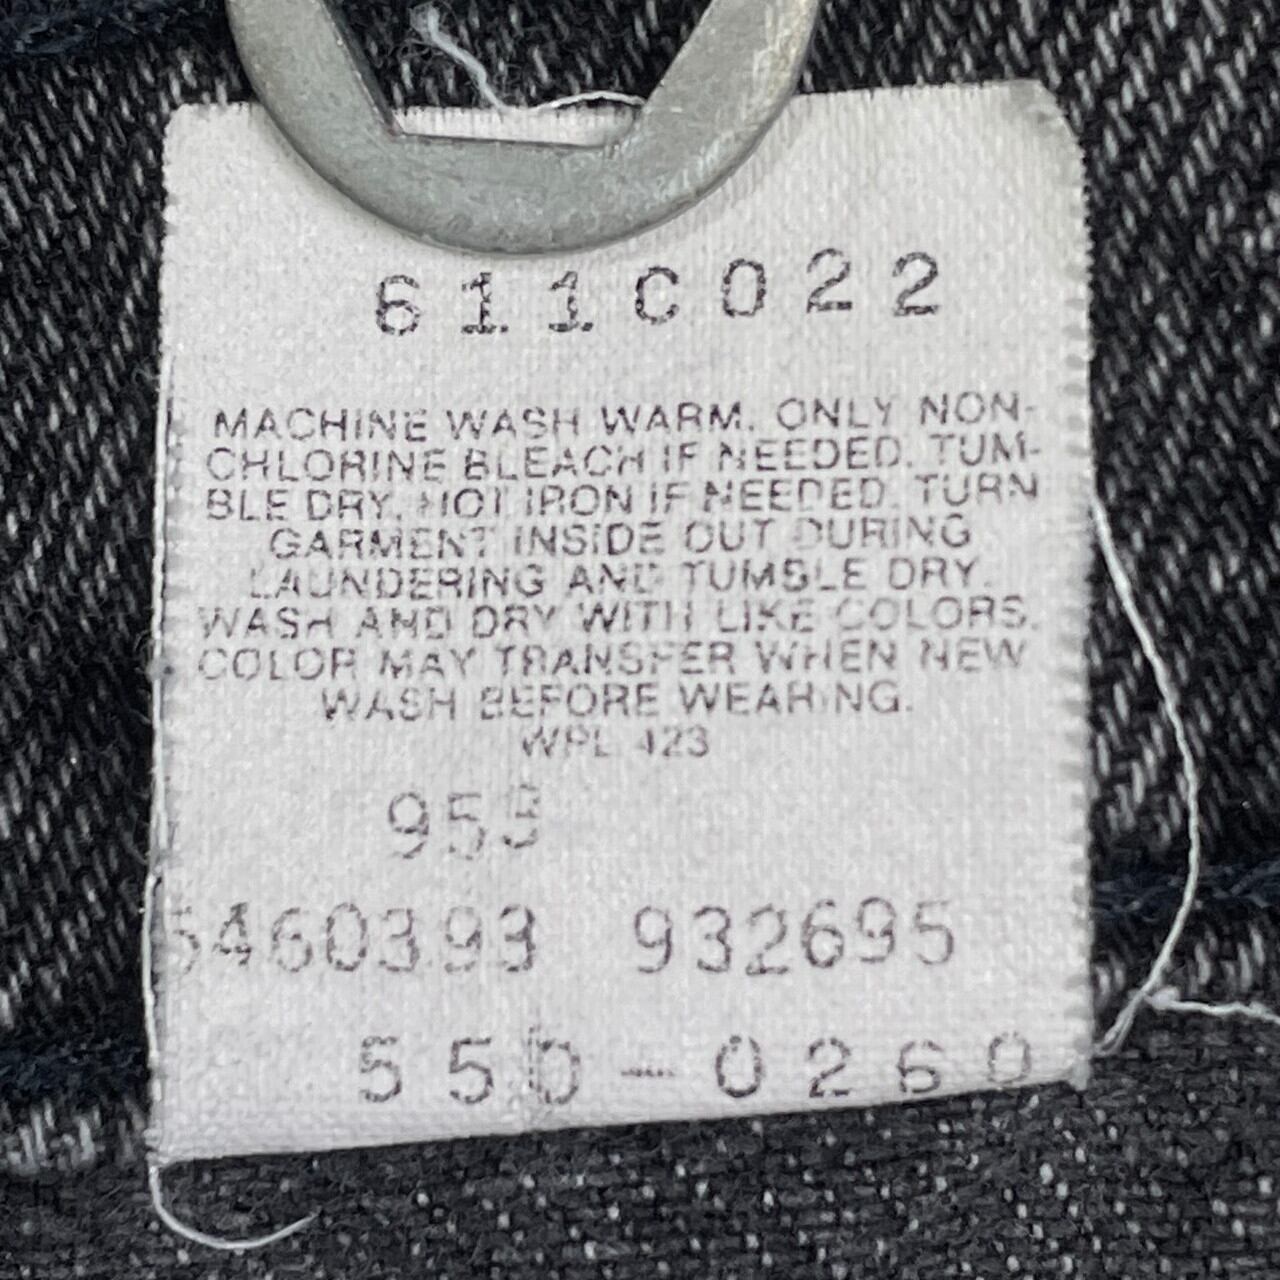 611C022
MACHINE WASH WARM. ONLY NON-
CHLORINE BLEACH IF NEEDED. TUM-
BLE DRY. HOT IRON IF NEEDED. TURN
GARMENT INSIDE OUT DURING
LAUNDERING AND TUMBLE DRY.
WASH AND DRY WITH LIKE COLORS.
COLOR MAY TRANSFER WHEN NEW
WASH BEFORE WEARING.
WPL 423
955
5460393 932695
550-0260